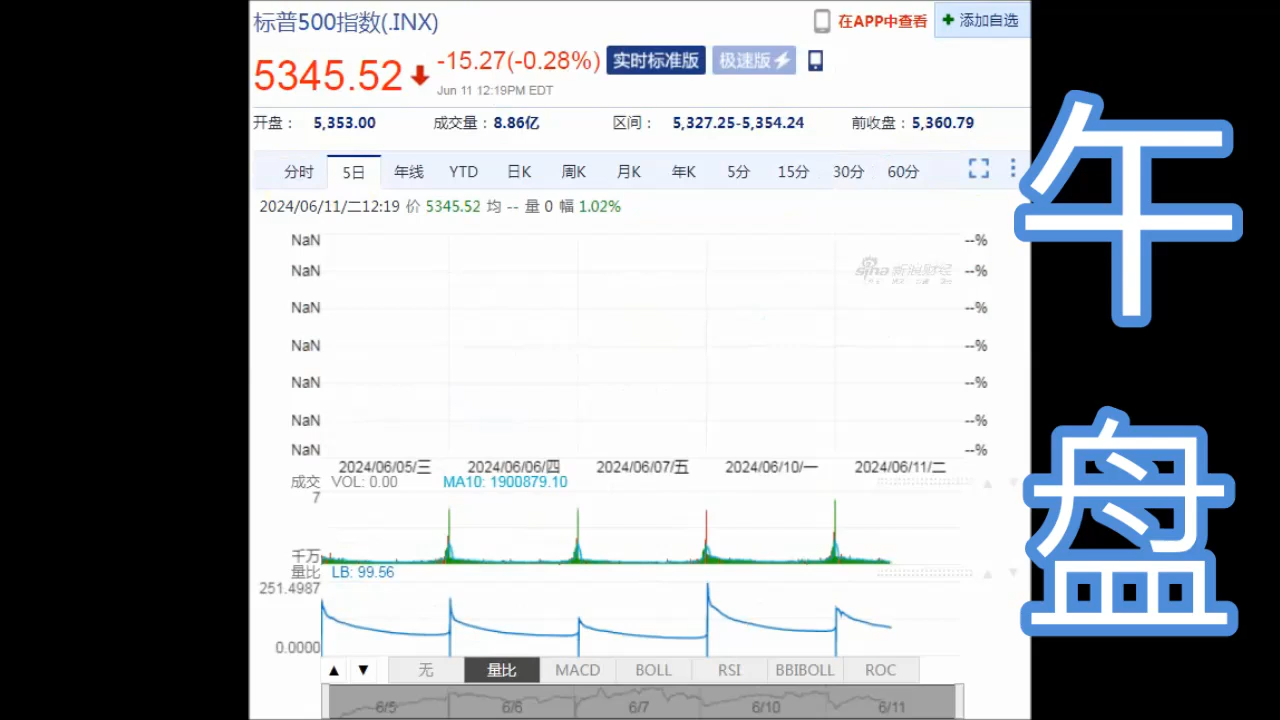 标普500指数(.INX)
在APP中查看
添加自选
5345.52
-15.27(-0.28%)
实时标准版
极速版
Jun 11 12:19PM EDT
开盘: 5,353.00
成交量: 8.86亿
区间: 5,327.25-5,354.24
前收盘: 5,360.79
分时 5日 年线 YTD 日K 周K 月K 年K 5分 15分 30分 60分
2024/06/11/二12:19 价 5345.52 均 -- 量 0 幅 1.02%
NaN --%
NaN --%
NaN --%
NaN --%
NaN --%
NaN --%
NaN --%
sina 新浪财经
2024/06/05/三 2024/06/06/四 2024/06/07/五 2024/06/10/一 2024/06/11/二
成交 VOL: 0.00 MA10: 1900879.10
7
千万
量比 LB: 99.56
251.4987
0.0000
无 量比 MACD BOLL RSI BBIBOLL ROC
6/5 6/6 6/7 6/10 6/11
午
盘